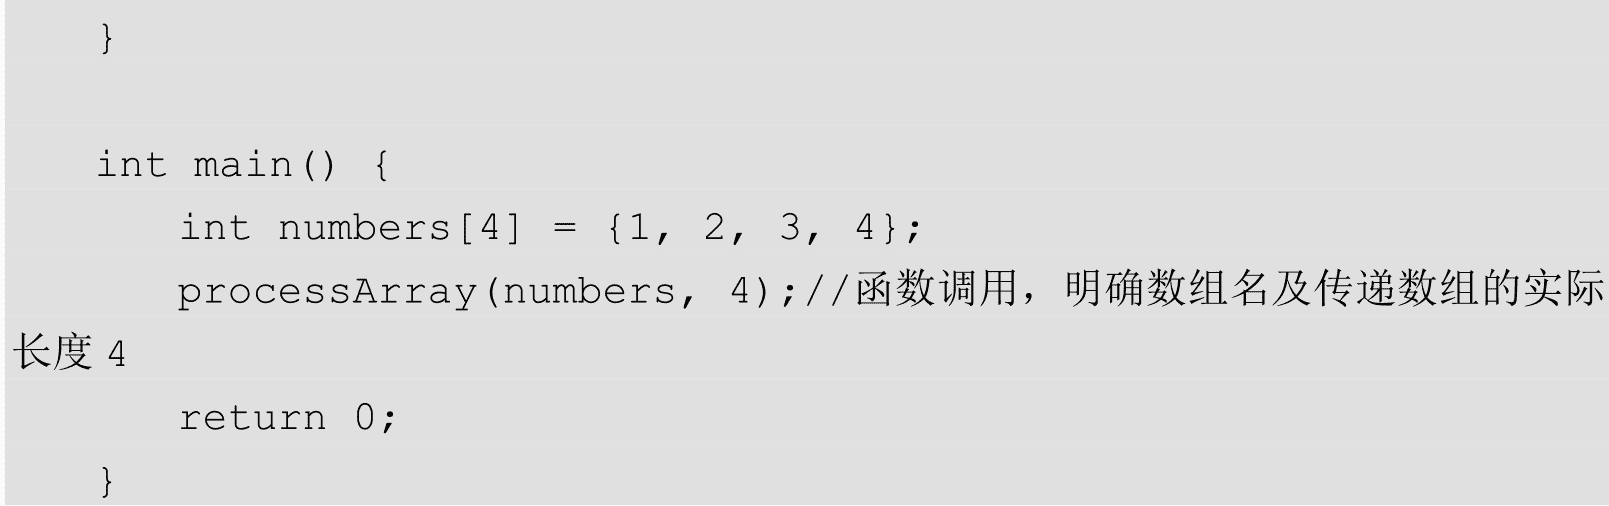 }
int main() {
int numbers[4] = {1, 2, 3, 4};
processArray(numbers, 4);//函数调用，明确数组名及传递数组的实际
长度 4
return 0;
}